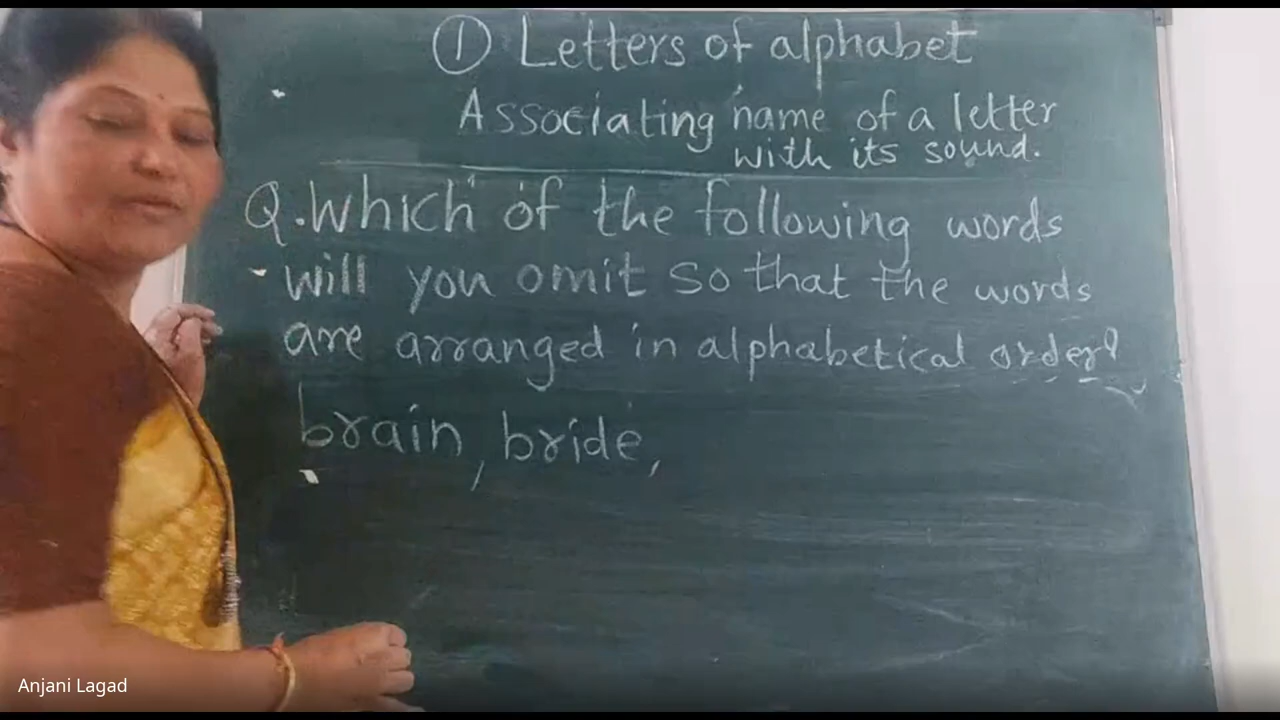 ① Letters of alphabet
Associating name of a letter
with its sound.
Q. Which of the following words
will you omit so that the words
are arranged in alphabetical order?
brain, bride,
Anjani Lagad